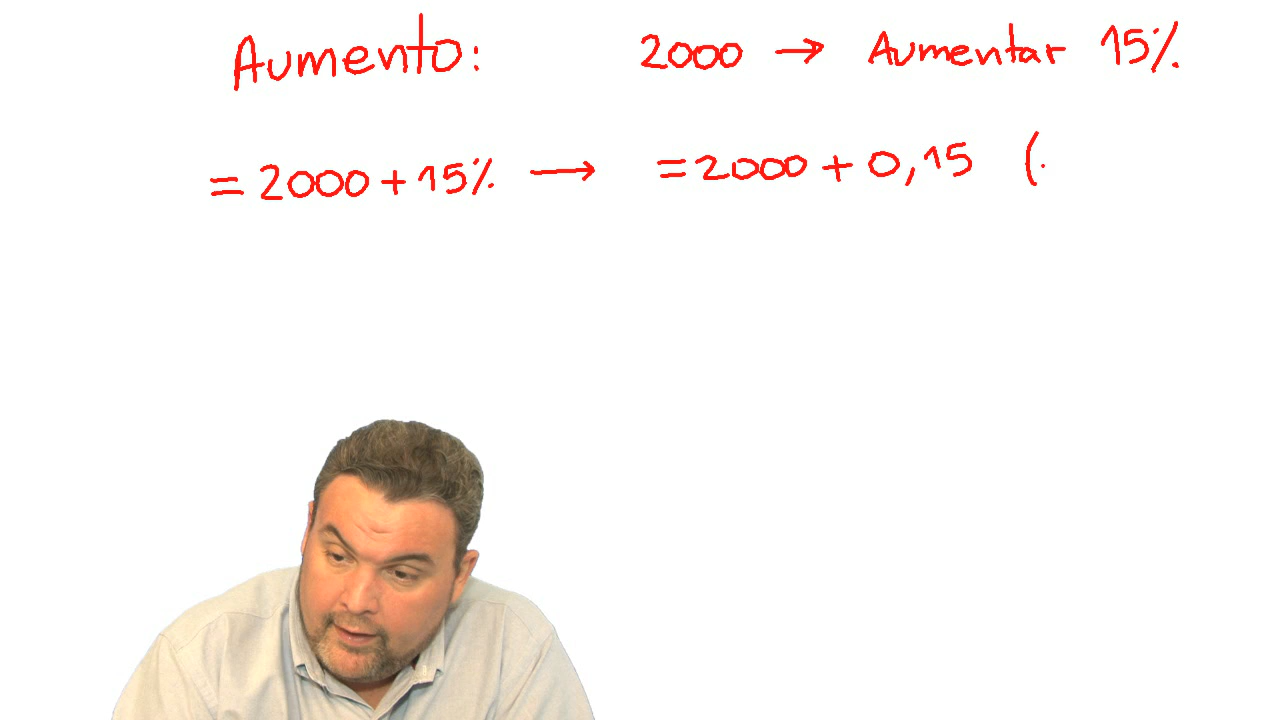 Aumento: 2000 → Aumentar 15%
=2000+15% → =2000+0,15 (.